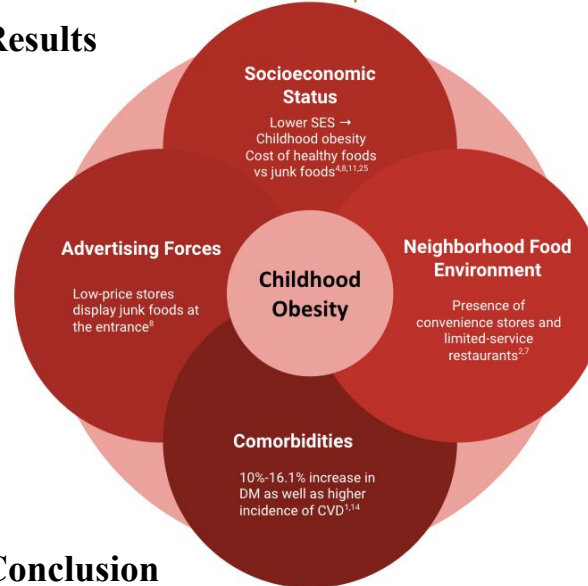 Results
Socioeconomic
Status
Lower SES →
Childhood obesity
Cost of healthy foods
vs junk foods4,8,11,25
Advertising Forces
Low-price stores
display junk foods at
the entrance8
Childhood
Obesity
Neighborhood Food
Environment
Presence of
convenience stores and
limited-service
restaurants2,7
Comorbidities
10%-16.1% increase in
DM as well as higher
incidence of CVD1,14
Conclusion